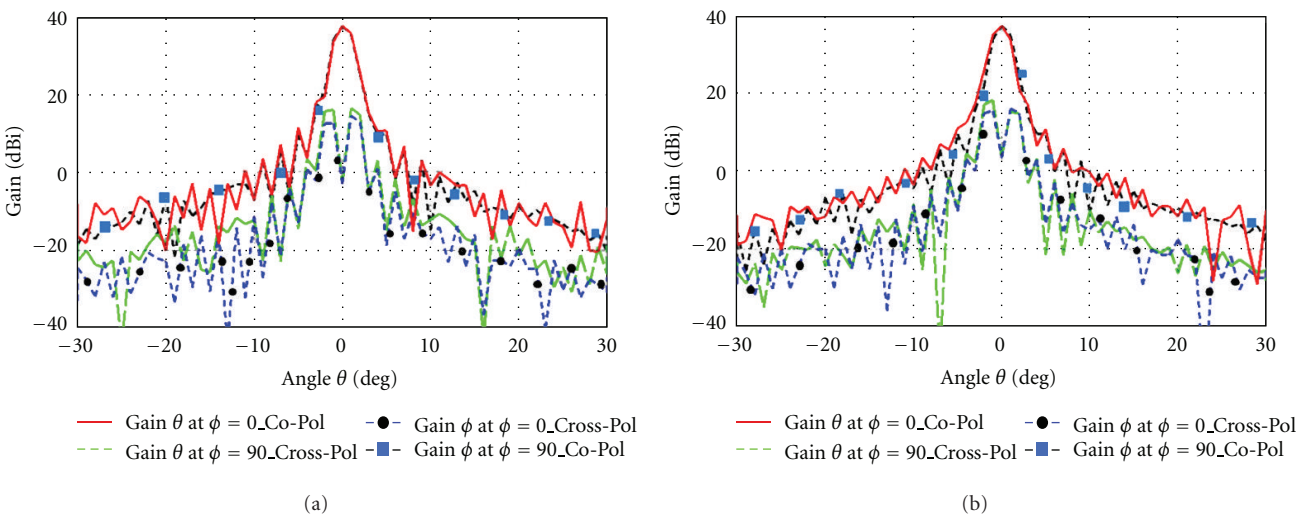 40
20
0
−20
−40
Gain (dBi)
−30 −20 −10 0 10 20 30
Angle θ (deg)
Gain θ at ϕ = 0_Co-Pol
Gain θ at ϕ = 90_Cross-Pol
Gain ϕ at ϕ = 0_Cross-Pol
Gain ϕ at ϕ = 90_Co-Pol
(a)
40
20
0
−20
−40
Gain (dBi)
−30 −20 −10 0 10 20 30
Angle θ (deg)
Gain θ at ϕ = 0_Co-Pol
Gain θ at ϕ = 90_Cross-Pol
Gain ϕ at ϕ = 0_Cross-Pol
Gain ϕ at ϕ = 90_Co-Pol
(b)